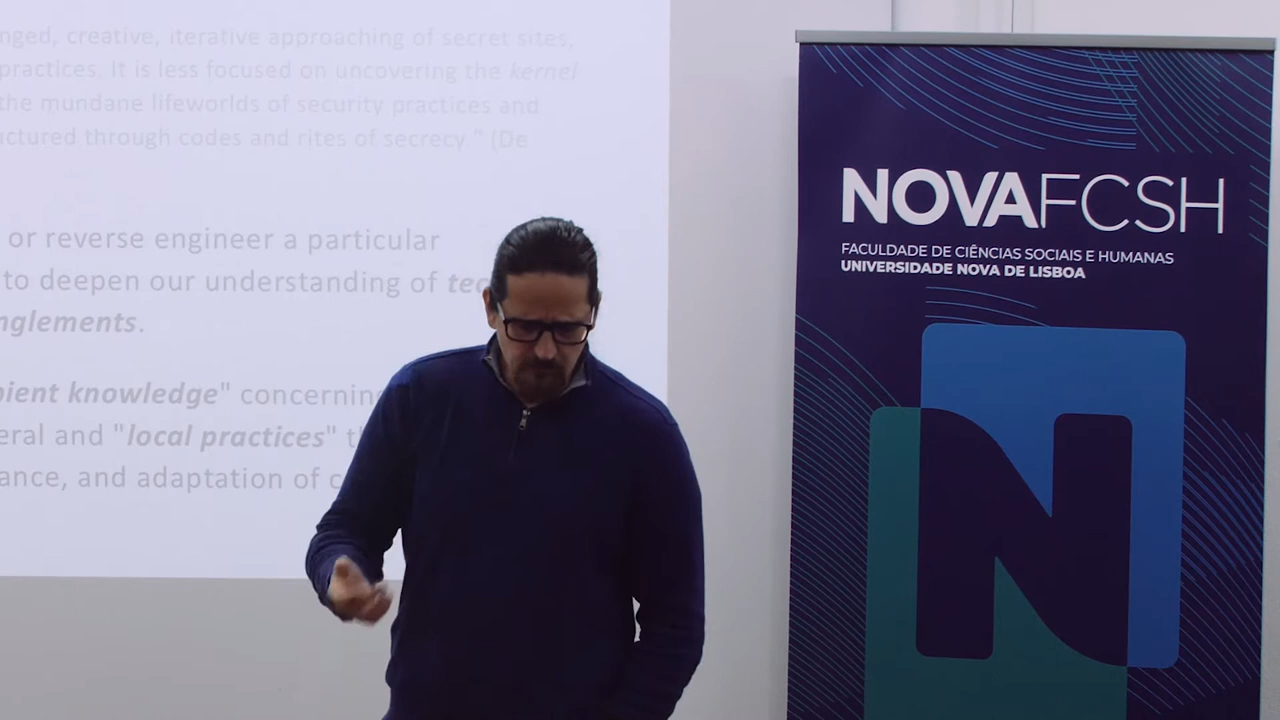 nged, creative, iterative approaching of secret sites,
practices. It is less focused on uncovering the kernel
the mundane lifeworlds of security practices and
uctured through codes and rites of secrecy." (De
or reverse engineer a particular
to deepen our understanding of tec
nglements.
bient knowledge" concerning
eral and "local practices" t
ance, and adaptation of c
NOVAFCSH
FACULDADE DE CIÊNCIAS SOCIAIS E HUMANAS
UNIVERSIDADE NOVA DE LISBOA
N